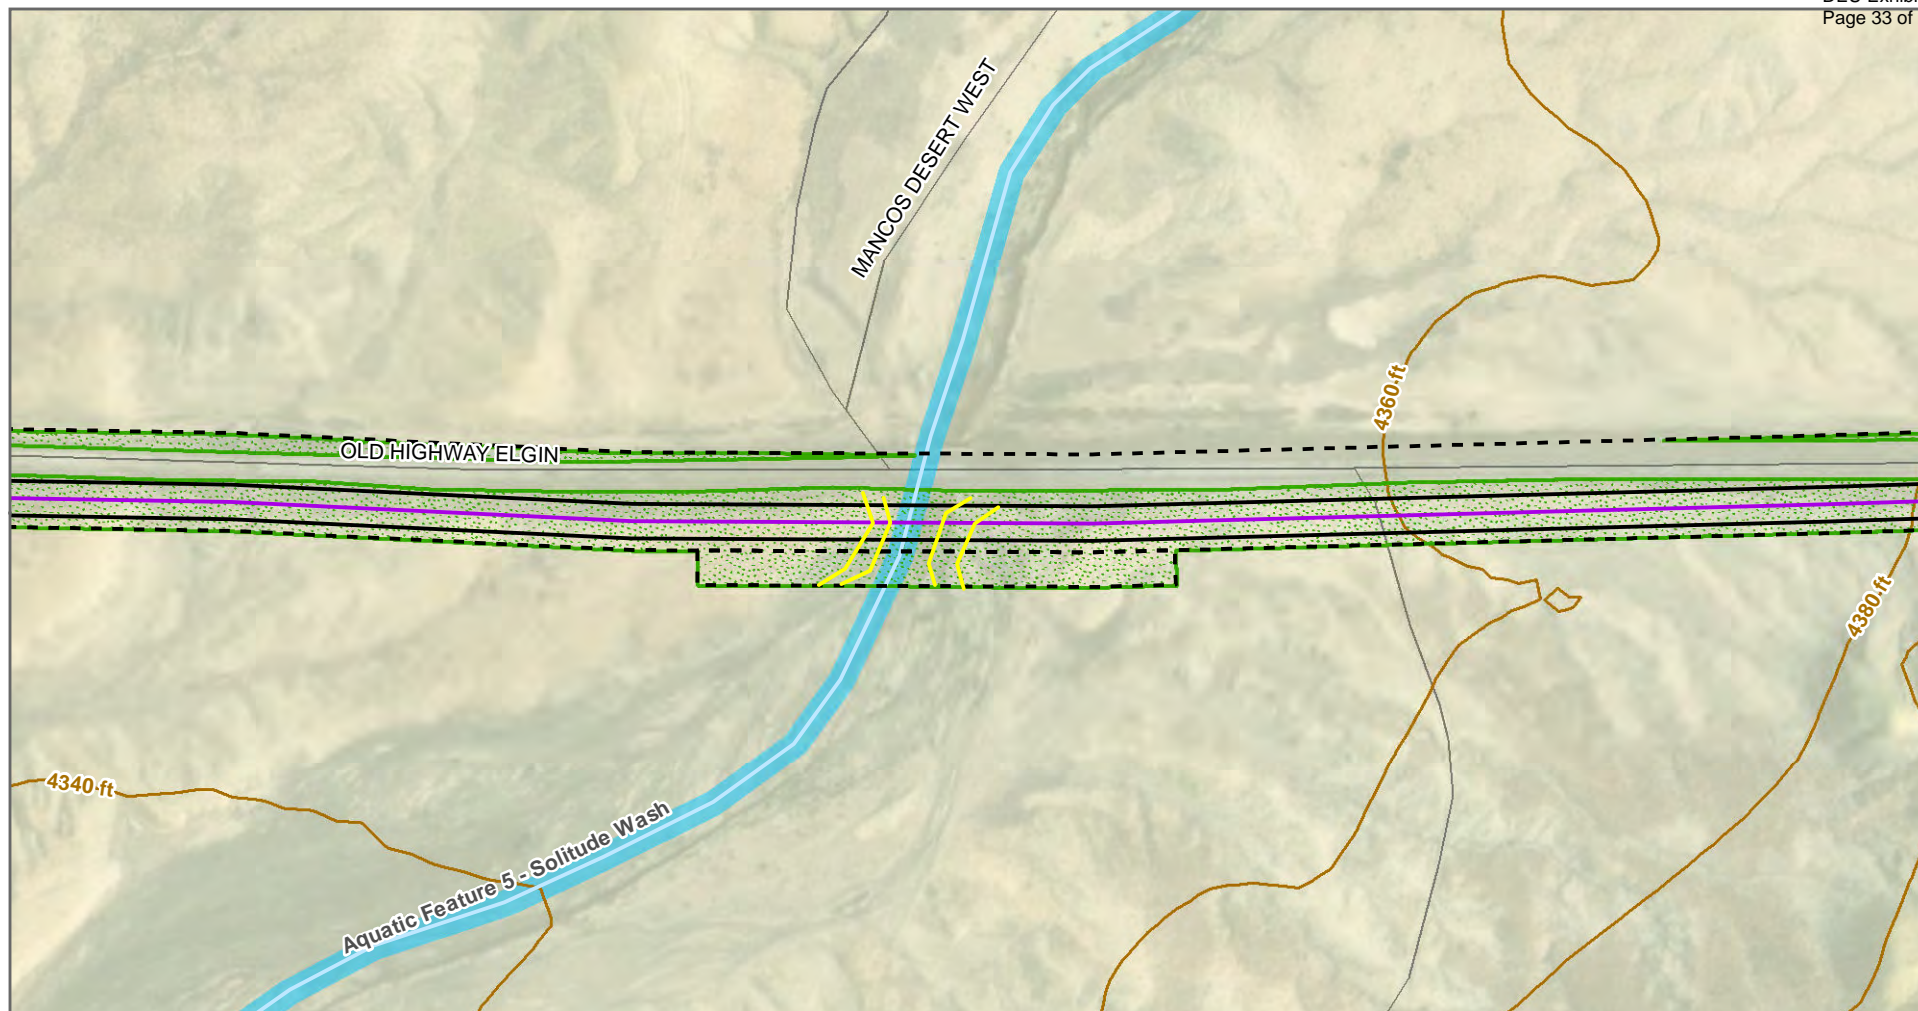 Page 33 of
MANCOS DESERT WEST
4360 ft
OLD HIGHWAY ELGIN
4380 ft
4340 ft
Aquatic Feature 5 - Solitude Wash